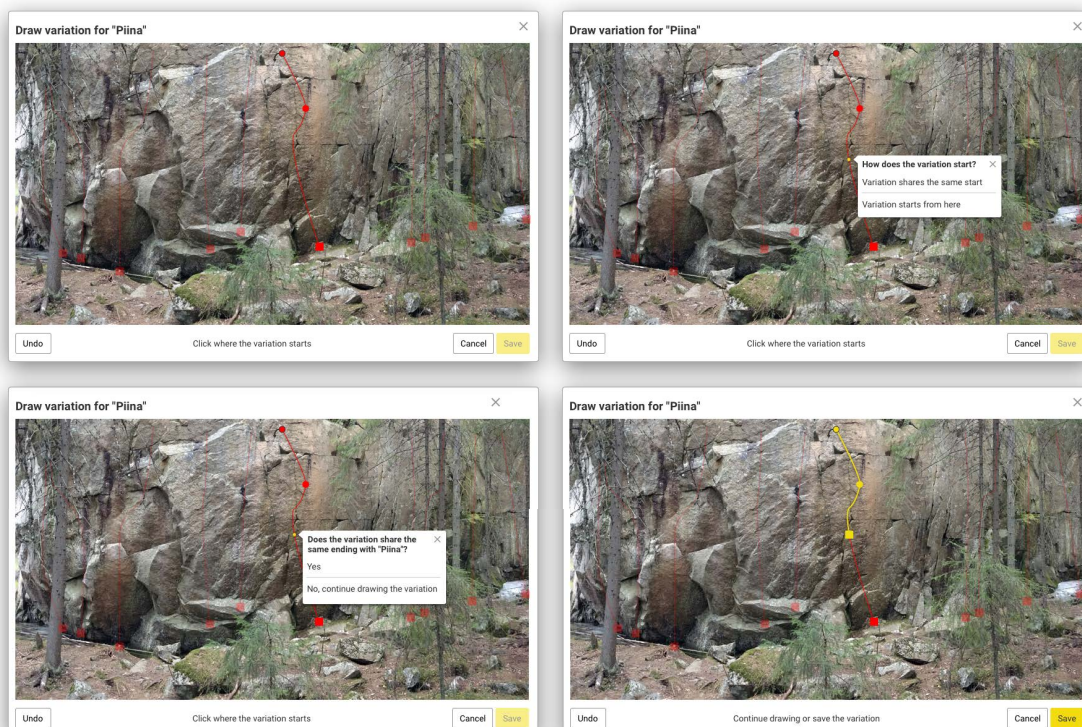 Draw variation for "Piina"
Undo
Click where the variation starts
Cancel
Save
Draw variation for "Piina"
How does the variation start?
Variation shares the same start
Variation starts from here
Undo
Click where the variation starts
Cancel
Save
Draw variation for "Piina"
Does the variation share the
same ending with "Piina"?
Yes
No, continue drawing the variation
Undo
Click where the variation starts
Cancel
Save
Draw variation for "Piina"
Undo
Continue drawing or save the variation
Cancel
Save